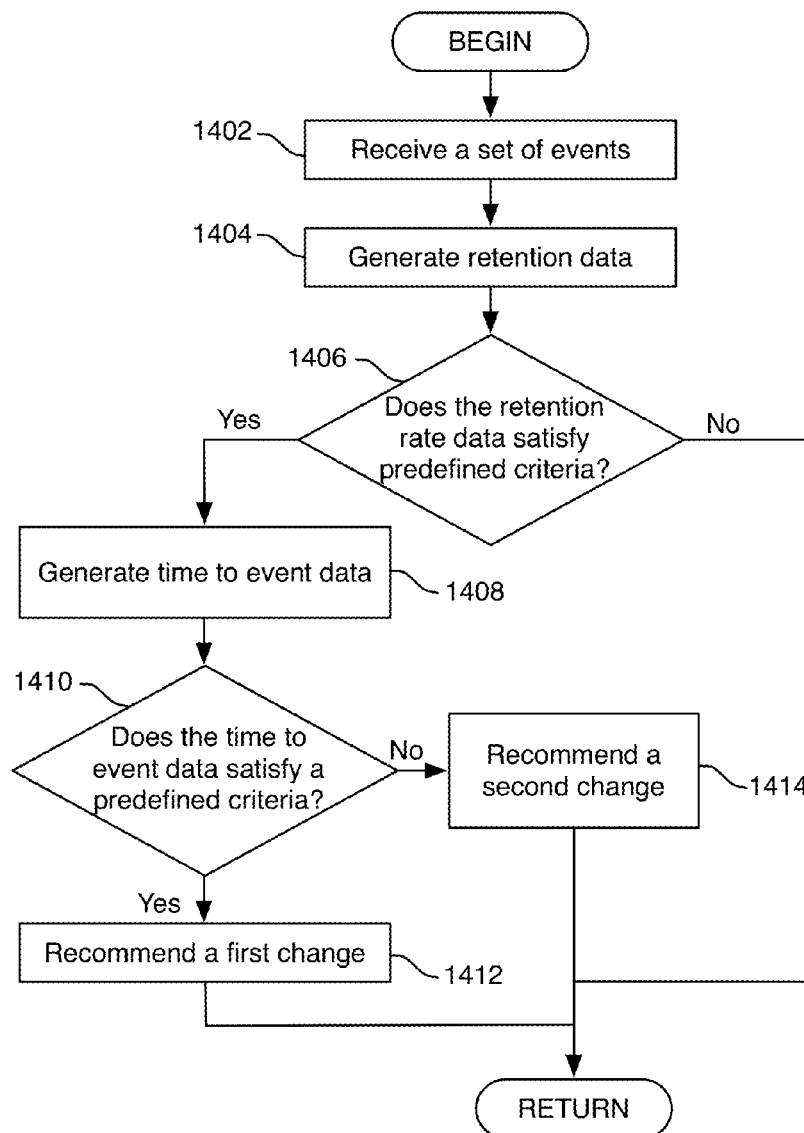 BEGIN
1402
Receive a set of events
1404
Generate retention data
1406
Does the retention
rate data satisfy
predefined criteria?
Yes
No
Generate time to event data
1408
1410
Does the time to
event data satisfy a
predefined criteria?
No
Recommend a
second change
1414
Yes
Recommend a first change
1412
RETURN